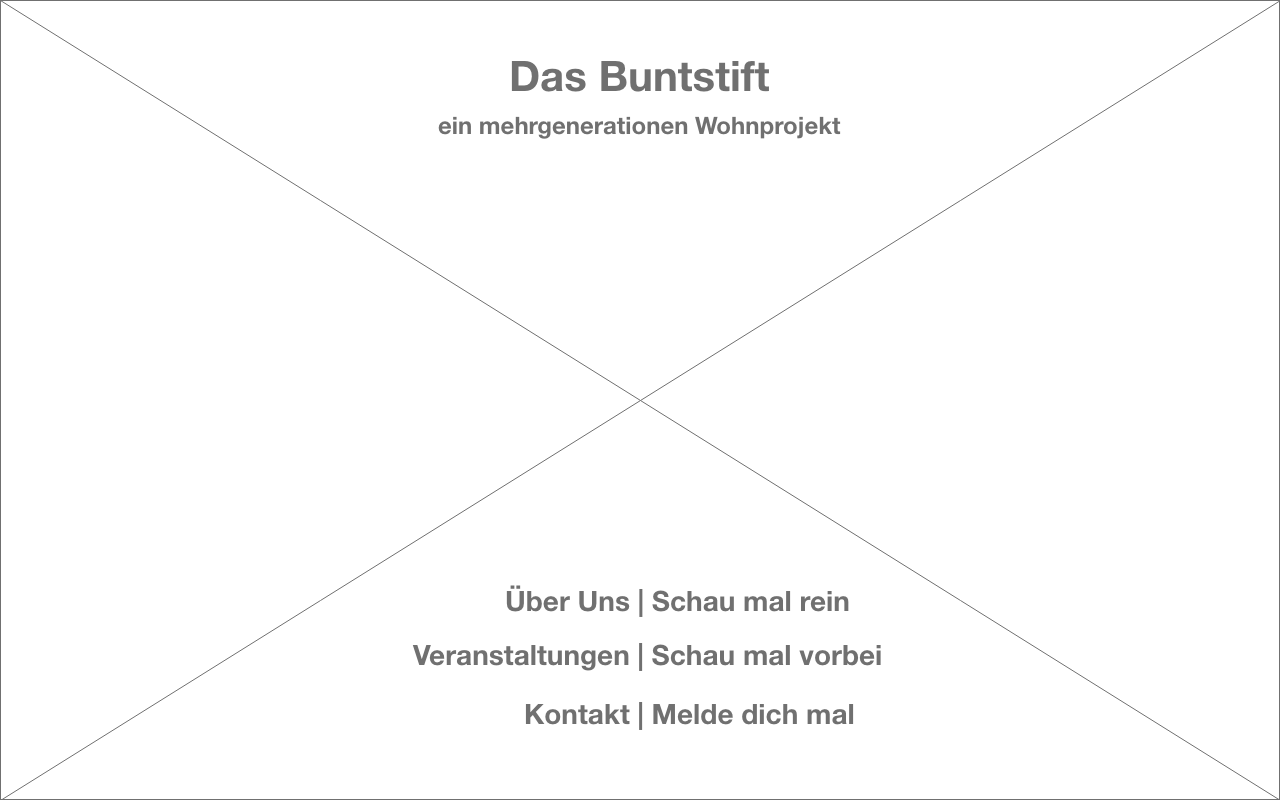 Das Buntstift
ein mehrgenerationen Wohnprojekt
Über Uns | Schau mal rein
Veranstaltungen | Schau mal vorbei
Kontakt | Melde dich mal